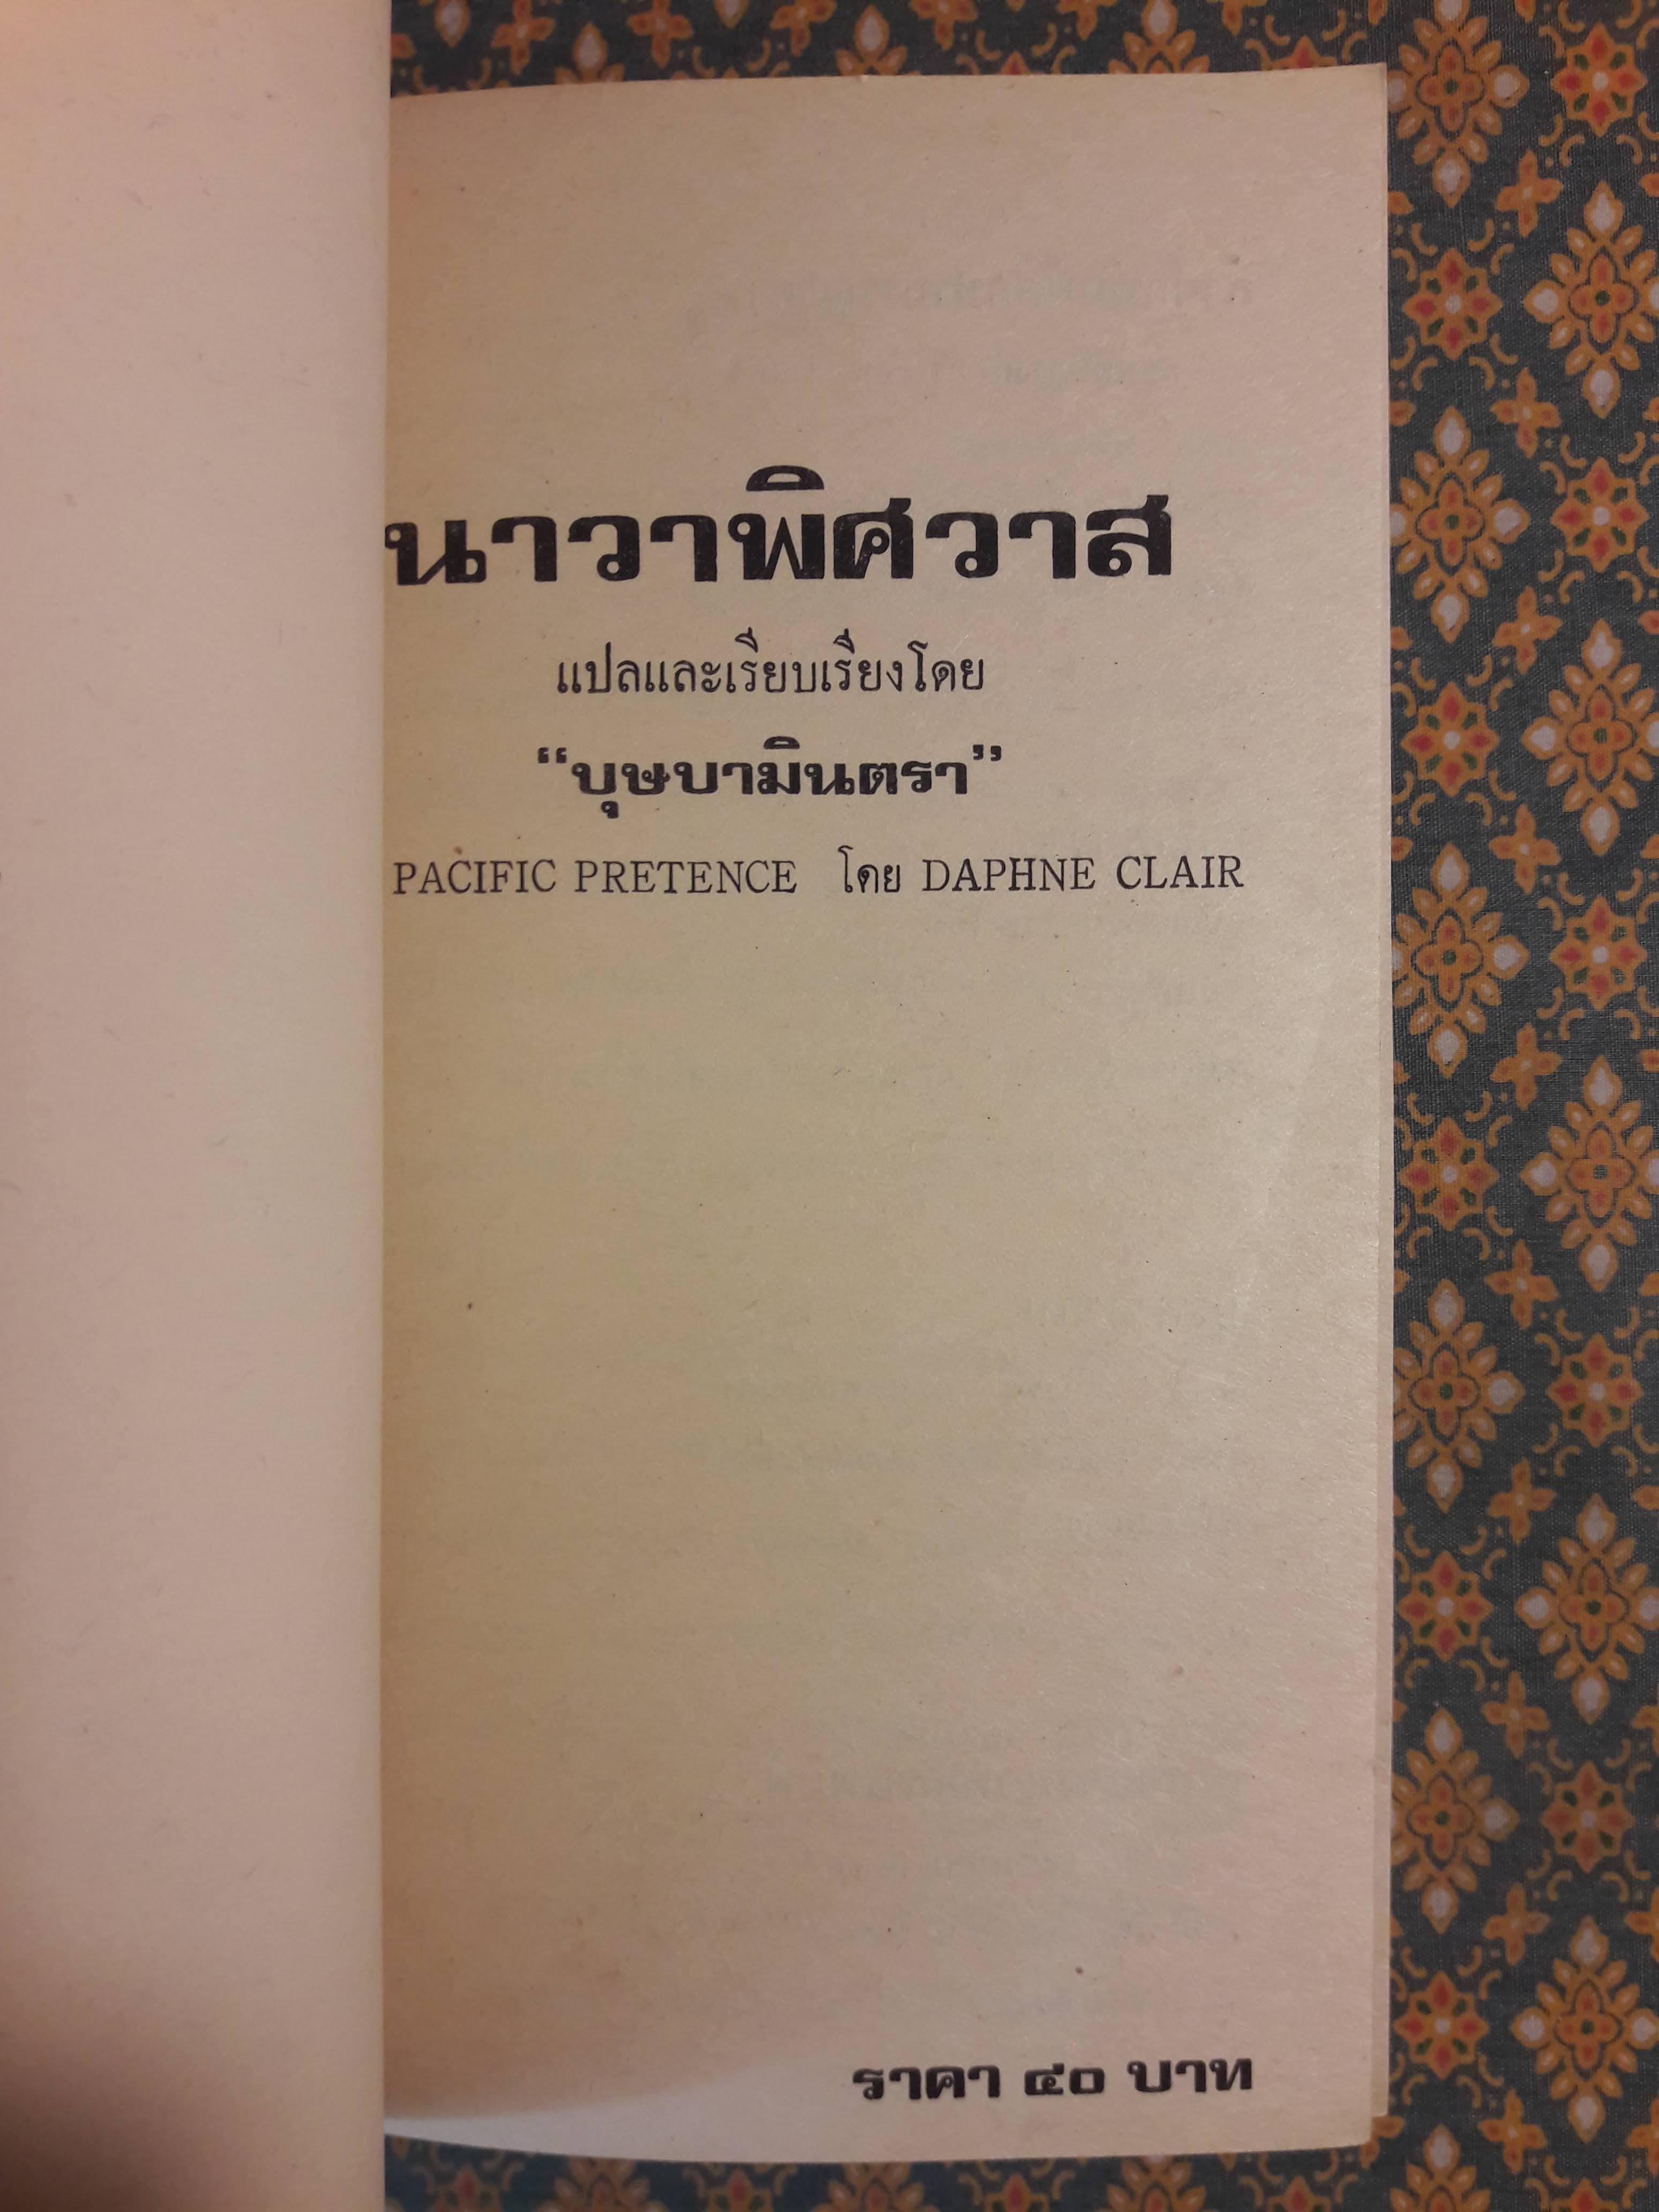 นาวาพิศวาส
แปลและเรียบเรียงโดย
“บุษบามินตรา”
PACIFIC PRETENCE โดย DAPHNE CLAIR
ราคา ๔๐ บาท